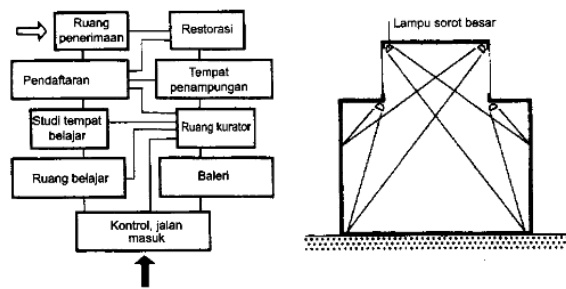 Ruang
penerimaan
Restorasi
Pendaftaran
Tempat
penampungan
Studi tempat
belajar
Ruang kurator
Ruang belajar
Baleri
Kontrol, jalan
masuk
Lampu sorot besar